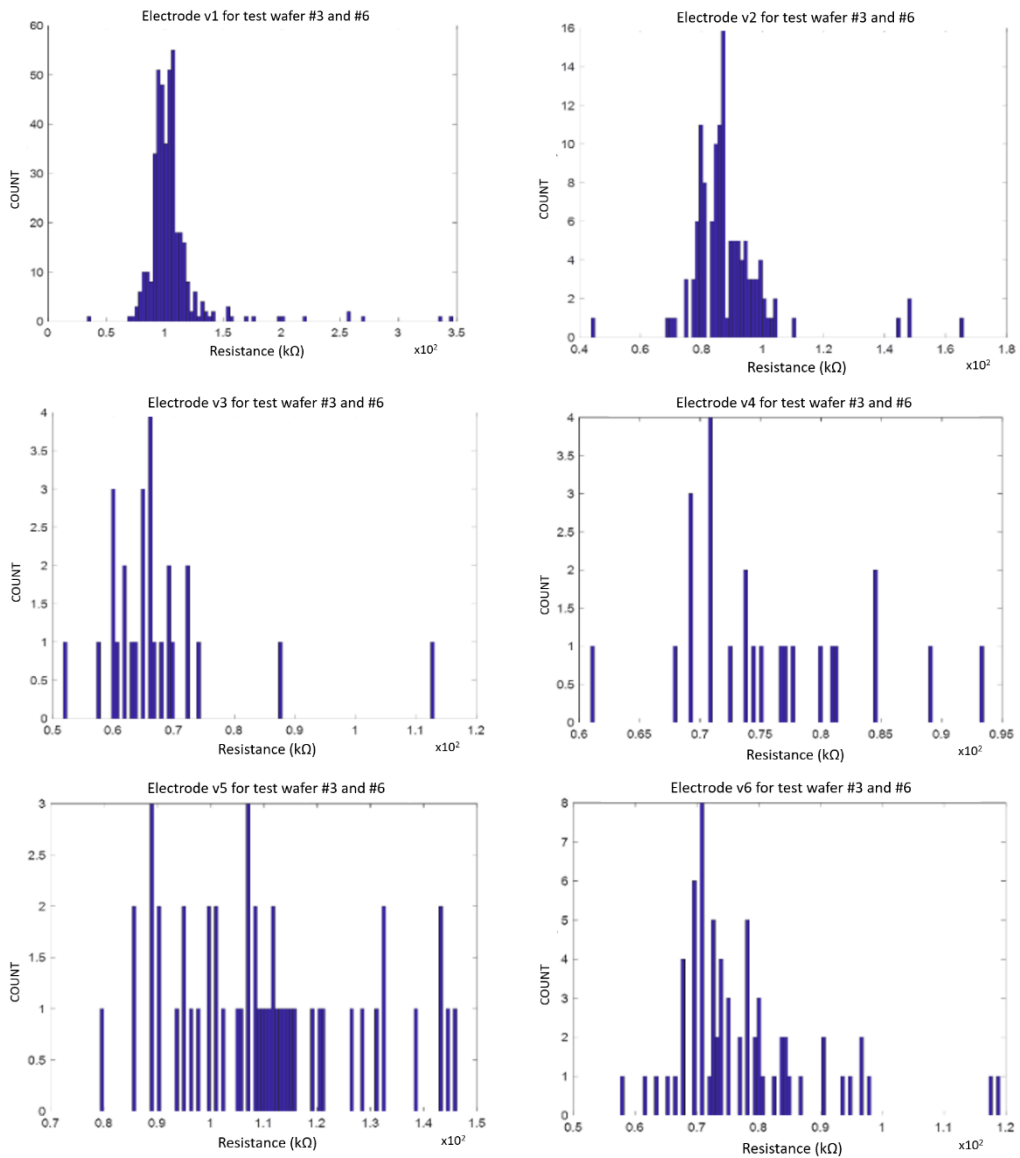 Electrode v1 for test wafer #3 and #6
60
50
40
30
20
10
0
COUNT
0 0.5 1 1.5 2 2.5 3 3.5
Resistance (kΩ)
x10²
Electrode v2 for test wafer #3 and #6
16
14
12
10
8
6
4
2
0
COUNT
0.4 0.6 0.8 1 1.2 1.4 1.6 1.8
Resistance (kΩ)
x10²
Electrode v3 for test wafer #3 and #6
4
3.5
3
2.5
2
1.5
1
0.5
0
COUNT
0.5 0.6 0.7 0.8 0.9 1 1.1 1.2
Resistance (kΩ)
x10²
Electrode v4 for test wafer #3 and #6
4
3.5
3
2.5
2
1.5
1
0.5
0
COUNT
0.6 0.65 0.7 0.75 0.8 0.85 0.9 0.95
Resistance (kΩ)
x10²
Electrode v5 for test wafer #3 and #6
3
2.5
2
1.5
1
0.5
0
COUNT
0.7 0.8 0.9 1 1.1 1.2 1.3 1.4 1.5
Resistance (kΩ)
x10²
Electrode v6 for test wafer #3 and #6
8
7
6
5
4
3
2
1
0
COUNT
0.5 0.6 0.7 0.8 0.9 1 1.1 1.2
Resistance (kΩ)
x10²